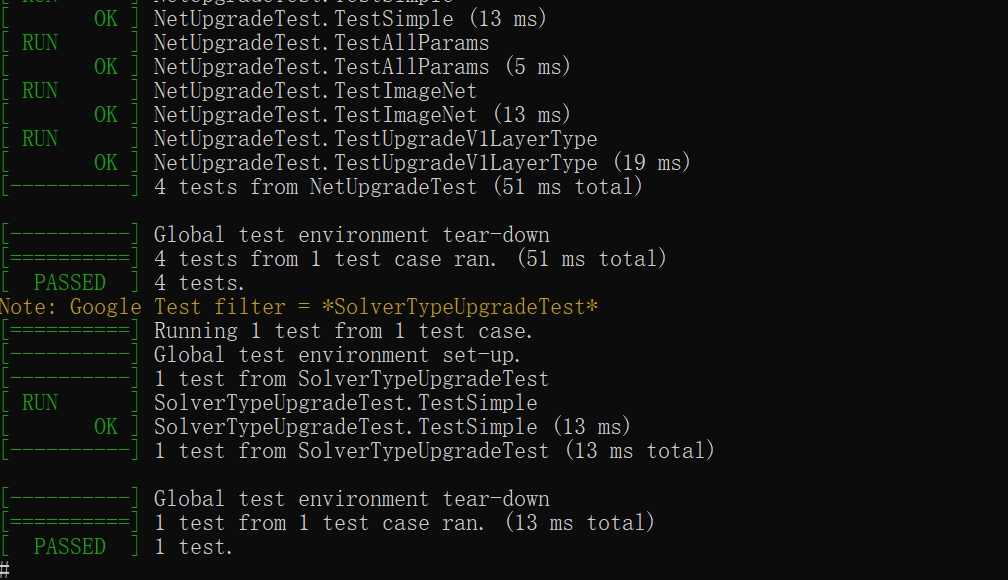 [ RUN      ] NetUpgradeTest.TestSimple
[       OK ] NetUpgradeTest.TestSimple (13 ms)
[ RUN      ] NetUpgradeTest.TestAllParams
[       OK ] NetUpgradeTest.TestAllParams (5 ms)
[ RUN      ] NetUpgradeTest.TestImageNet
[       OK ] NetUpgradeTest.TestImageNet (13 ms)
[ RUN      ] NetUpgradeTest.TestUpgradeV1LayerType
[       OK ] NetUpgradeTest.TestUpgradeV1LayerType (19 ms)
[----------] 4 tests from NetUpgradeTest (51 ms total)
[----------] Global test environment tear-down
[==========] 4 tests from 1 test case ran. (51 ms total)
[  PASSED  ] 4 tests.
Note: Google Test filter = *SolverTypeUpgradeTest*
[==========] Running 1 test from 1 test case.
[----------] Global test environment set-up.
[----------] 1 test from SolverTypeUpgradeTest
[ RUN      ] SolverTypeUpgradeTest.TestSimple
[       OK ] SolverTypeUpgradeTest.TestSimple (13 ms)
[----------] 1 test from SolverTypeUpgradeTest (13 ms total)
[----------] Global test environment tear-down
[==========] 1 test from 1 test case ran. (13 ms total)
[  PASSED  ] 1 test.
#